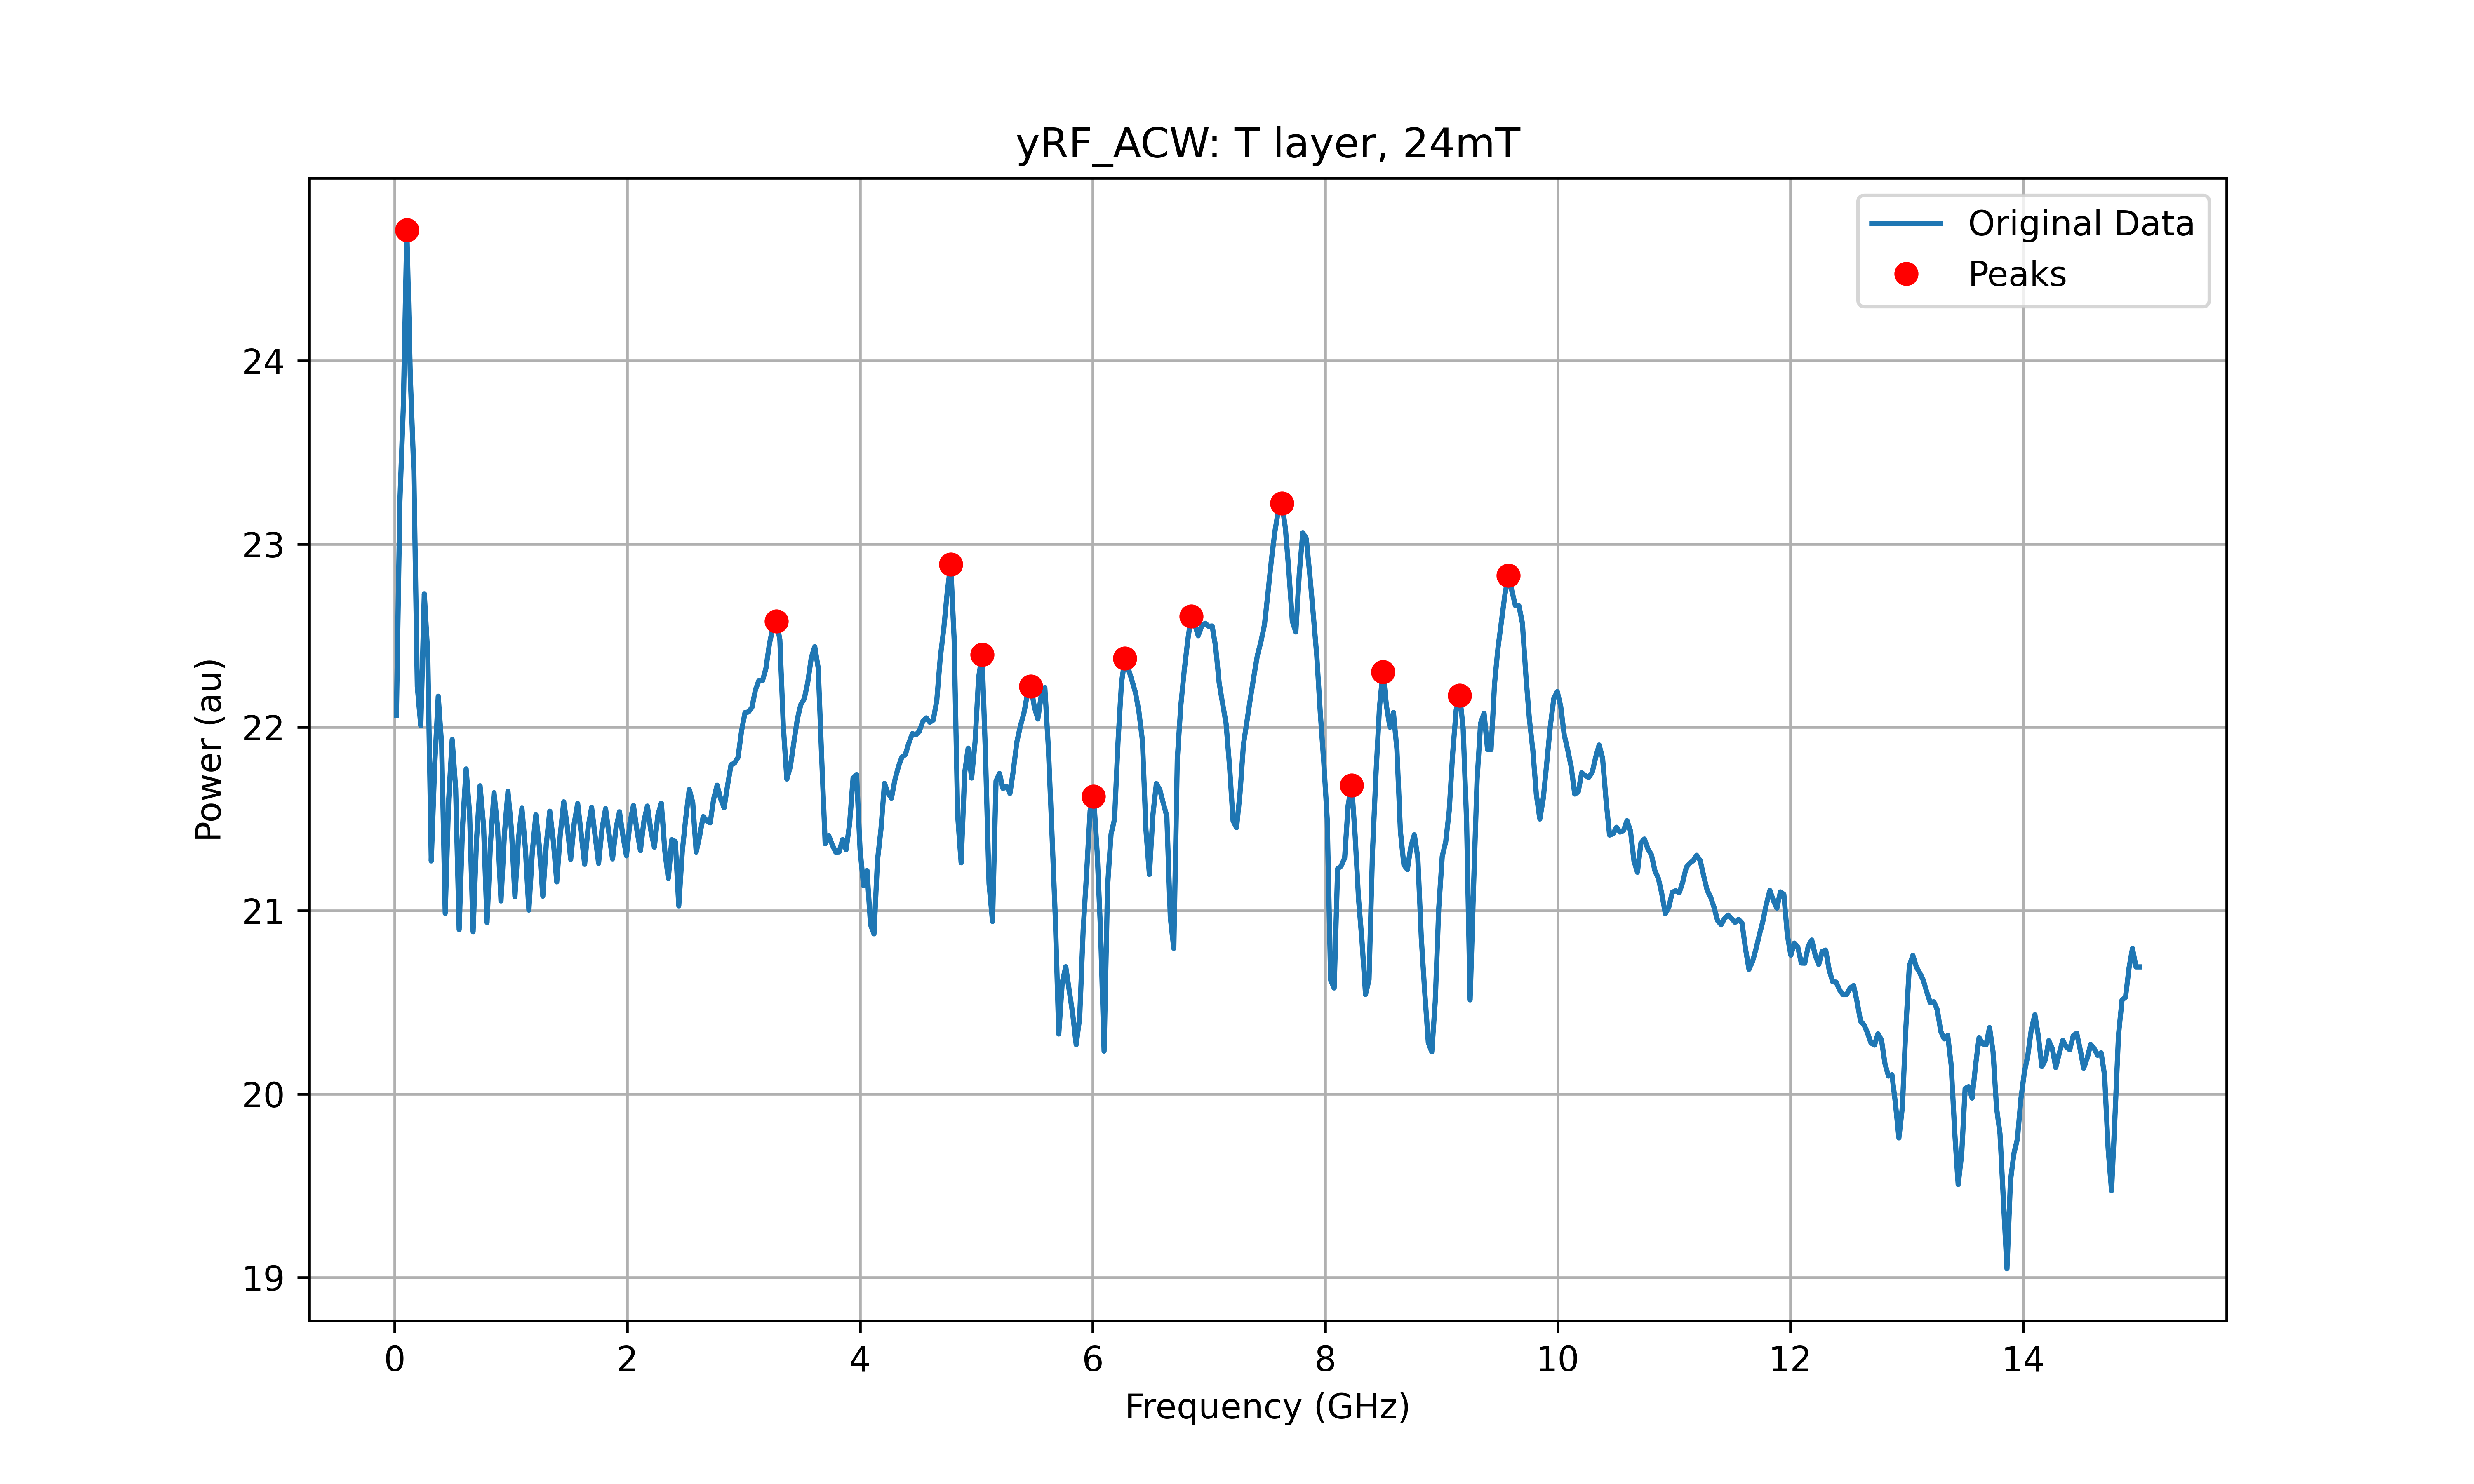 yRF_ACW: T layer, 24mT
Original Data
Peaks
24
23
22
21
20
19
Power (au)
0 2 4 6 8 10 12 14
Frequency (GHz)